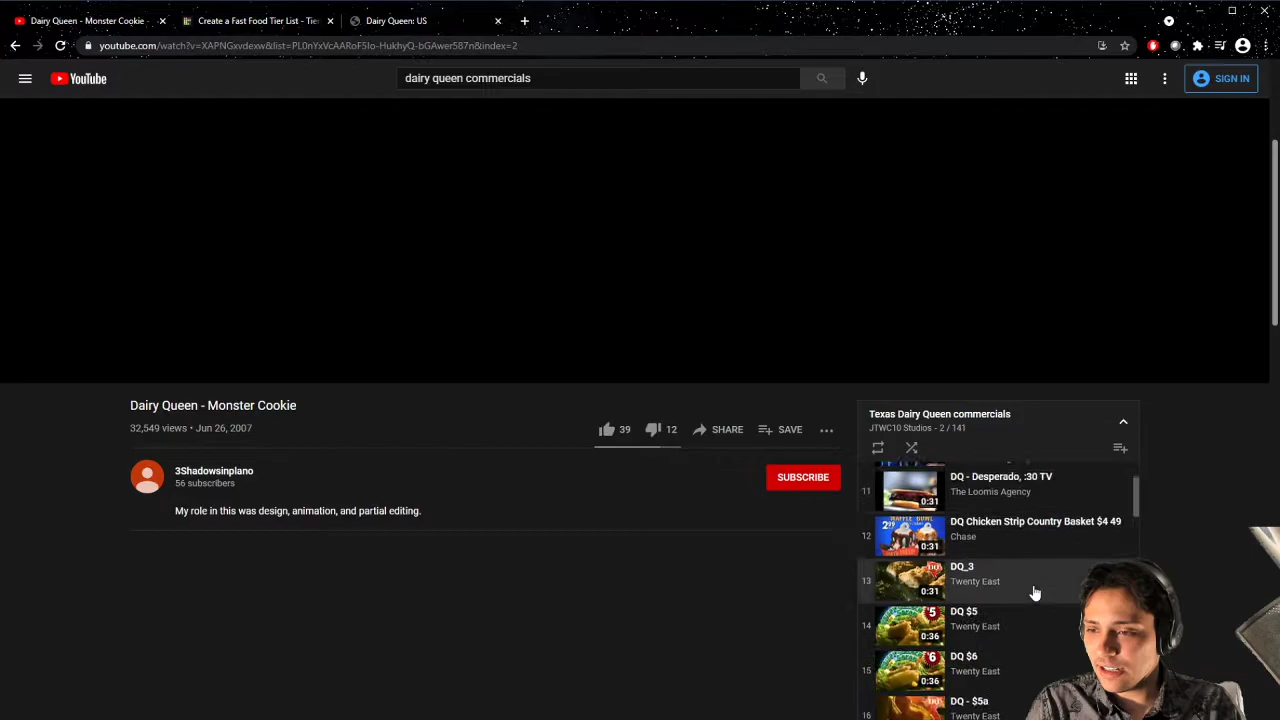 Dairy Queen - Monster Cookie -
Create a Fast Food Tier List - Tier
Dairy Queen: US
youtube.com/watch?v=XAPNGxvdexw&list=PL0nYxVcAARoF5Io-HukhyQ-bGAwer587n&index=2
YouTube
dairy queen commercials
SIGN IN
Dairy Queen - Monster Cookie
32,549 views • Jun 26, 2007
39
12
SHARE
SAVE
3Shadowsinplano
56 subscribers
SUBSCRIBE
My role in this was design, animation, and partial editing.
Texas Dairy Queen commercials
JTWC10 Studios - 2 / 141
11
0:31
DQ - Desperado, :30 TV
The Loomis Agency
12
0:31
DQ Chicken Strip Country Basket $4 49
Chase
13
0:31
DQ_3
Twenty East
14
5
0:36
DQ $5
Twenty East
15
6
0:36
DQ $6
Twenty East
16
DQ - $5a
Twenty East